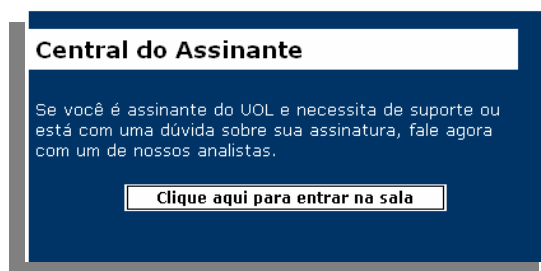 Central do Assinante
Se você é assinante do UOL e necessita de suporte ou
está com uma dúvida sobre sua assinatura, fale agora
com um de nossos analistas.
Clique aqui para entrar na sala